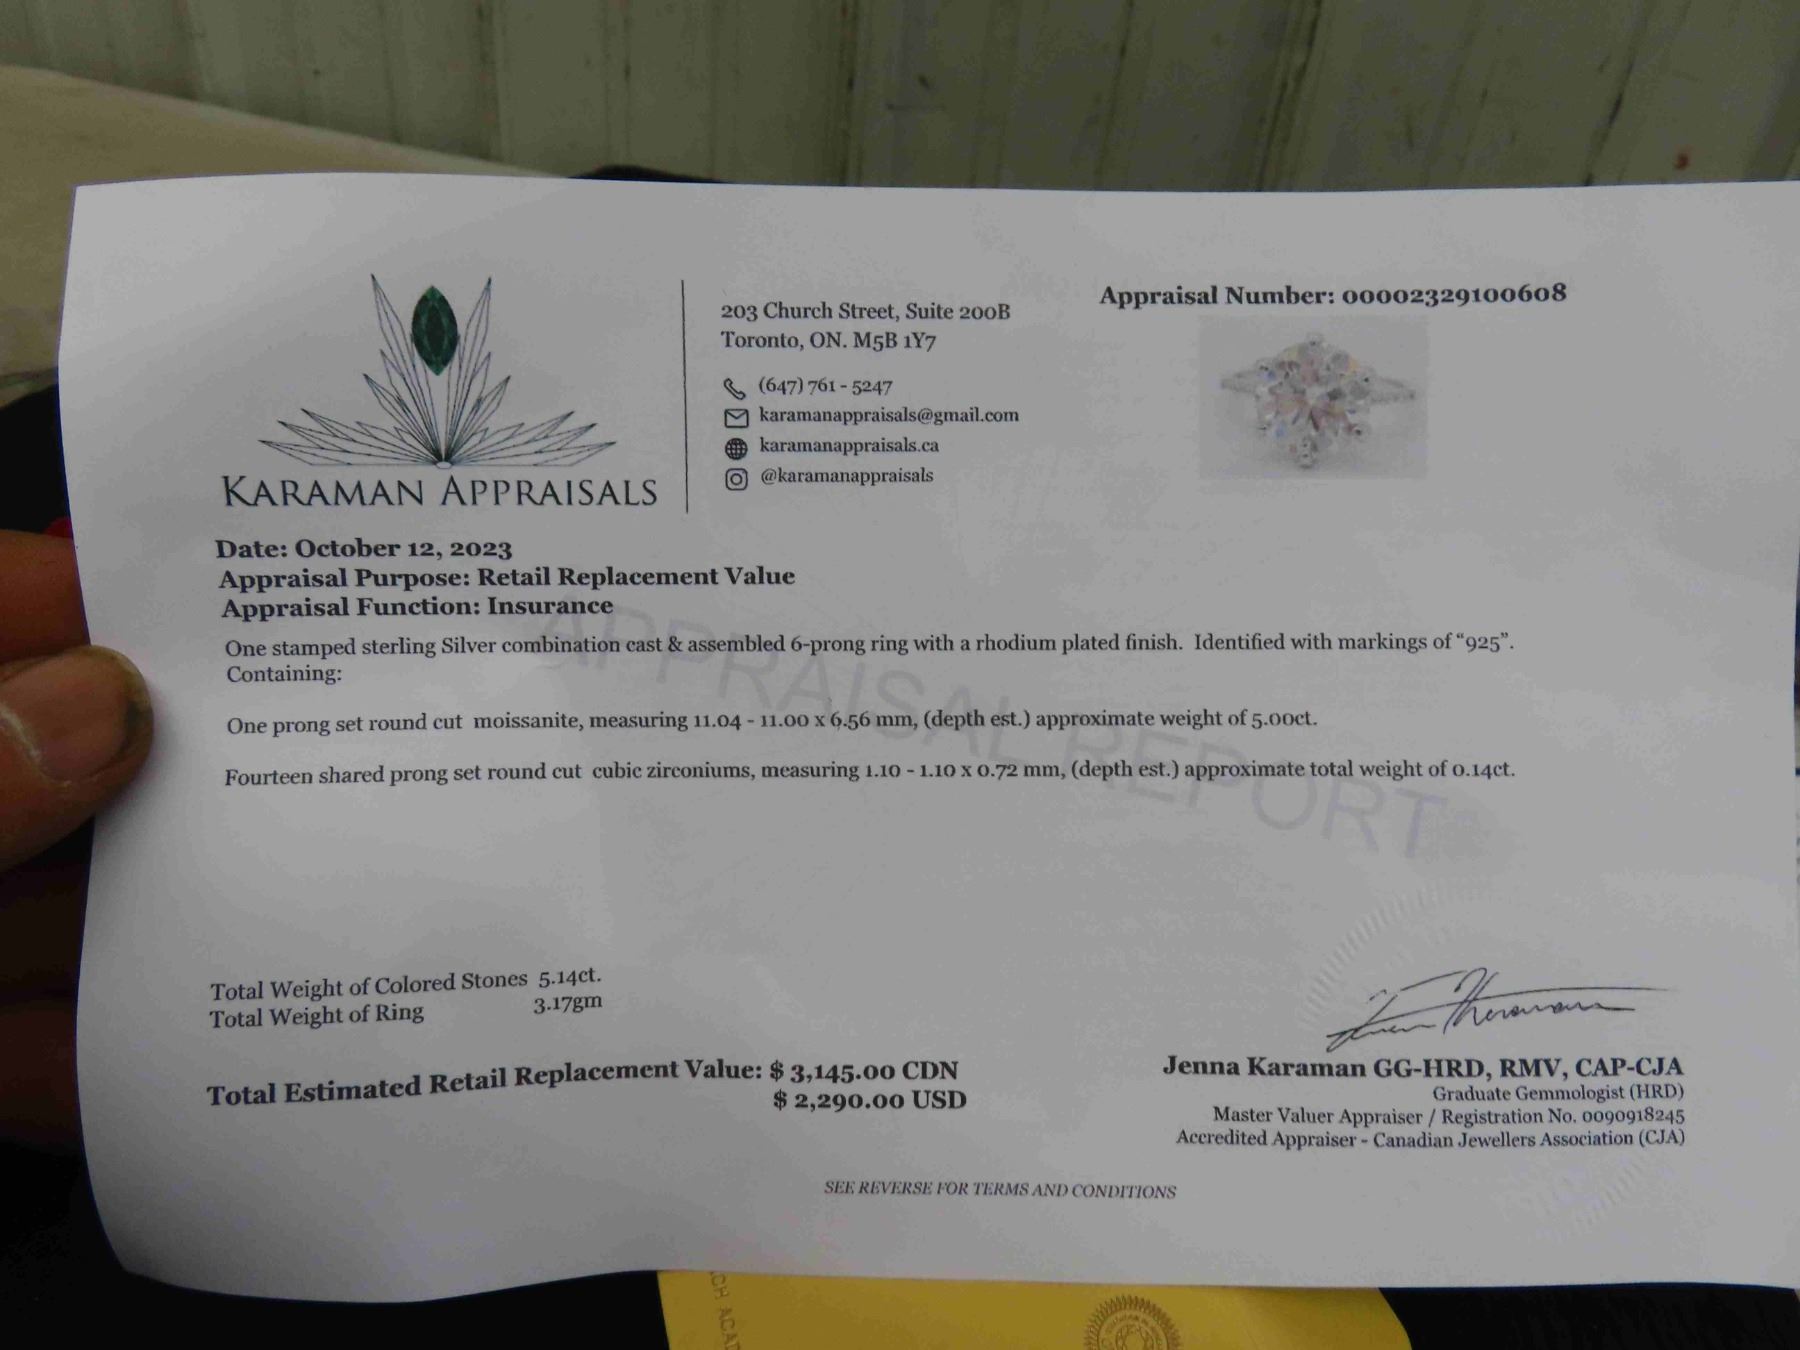 KARAMAN APPRAISALS
203 Church Street, Suite 200B
Toronto, ON. M5B 1Y7
(647) 761 - 5247
karamanappraisals@gmail.com
karamanappraisals.ca
@karamanappraisals
Appraisal Number: 00002329100608
Date: October 12, 2023
Appraisal Purpose: Retail Replacement Value
Appraisal Function: Insurance
One stamped sterling Silver combination cast & assembled 6-prong ring with a rhodium plated finish. Identified with markings of “925”.
Containing:
One prong set round cut moissanite, measuring 11.04 - 11.00 x 6.56 mm, (depth est.) approximate weight of 5.00ct.
Fourteen shared prong set round cut cubic zirconiums, measuring 1.10 - 1.10 x 0.72 mm, (depth est.) approximate total weight of 0.14ct.
APPRAISAL REPORT
Total Weight of Colored Stones 5.14ct.
Total Weight of Ring 3.17gm
Total Estimated Retail Replacement Value: $ 3,145.00 CDN
$ 2,290.00 USD
Jenna Karaman GG-HRD, RMV, CAP-CJA
Graduate Gemmologist (HRD)
Master Valuer Appraiser / Registration No. 0090918245
Accredited Appraiser - Canadian Jewellers Association (CJA)
SEE REVERSE FOR TERMS AND CONDITIONS